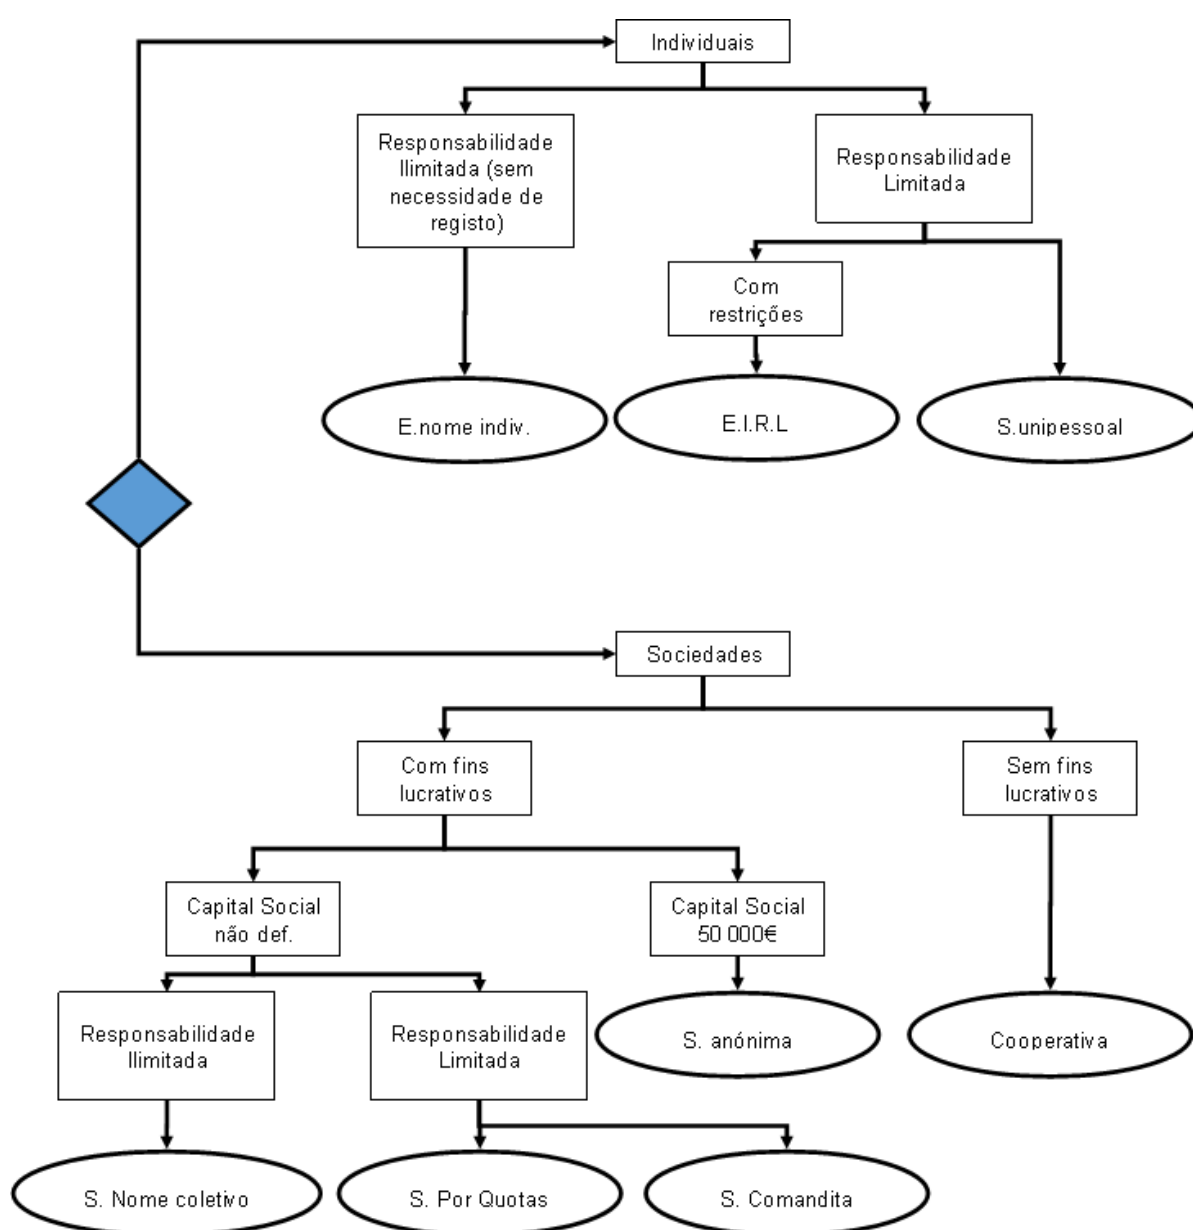 Individuais
Responsabilidade
Ilimitada (sem
necessidade de
registo)
Responsabilidade
Limitada
Com
restrições
E.nome indiv.
E.I.R.L
S.unipessoal
Sociedades
Com fins
lucrativos
Sem fins
lucrativos
Capital Social
não def.
Capital Social
50 000€
Responsabilidade
Ilimitada
Responsabilidade
Limitada
S. anónima
Cooperativa
S. Nome coletivo
S. Por Quotas
S. Comandita